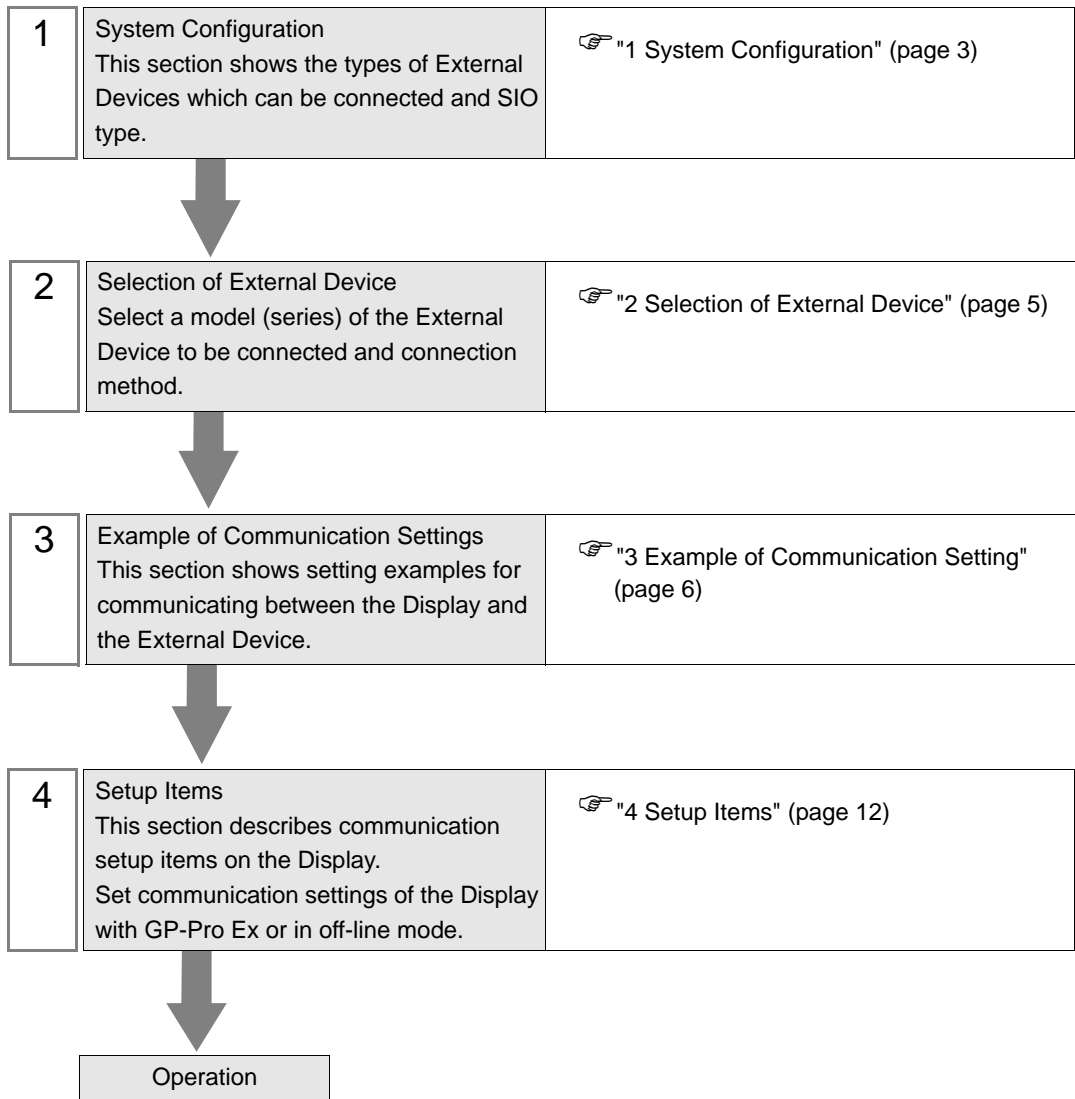 1
System Configuration
This section shows the types of External
Devices which can be connected and SIO
type.
"1 System Configuration" (page 3)
2
Selection of External Device
Select a model (series) of the External
Device to be connected and connection
method.
"2 Selection of External Device" (page 5)
3
Example of Communication Settings
This section shows setting examples for
communicating between the Display and
the External Device.
"3 Example of Communication Setting"
(page 6)
4
Setup Items
This section describes communication
setup items on the Display.
Set communication settings of the Display
with GP-Pro Ex or in off-line mode.
"4 Setup Items" (page 12)
Operation